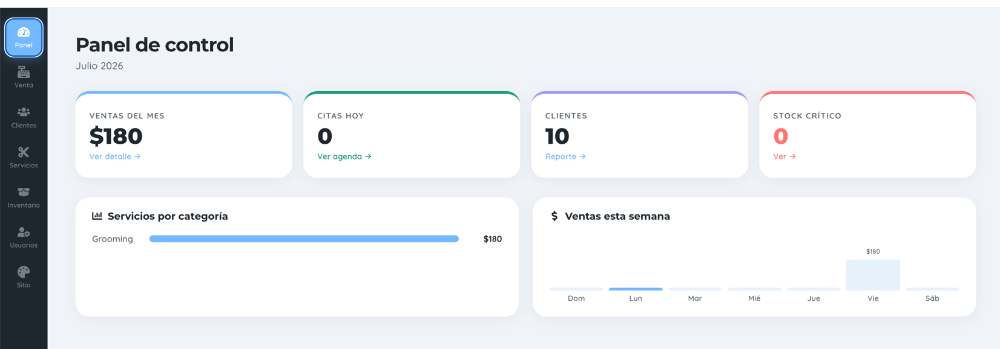 Panel
Venta
Clientes
Servicios
Inventario
Usuarios
Sitio
Panel de control
Julio 2026
VENTAS DEL MES
$180
Ver detalle →
CITAS HOY
0
Ver agenda →
CLIENTES
10
Reporte →
STOCK CRÍTICO
0
Ver →
Servicios por categoría
Grooming $180
$ Ventas esta semana
$180
Dom Lun Mar Mié Jue Vie Sáb